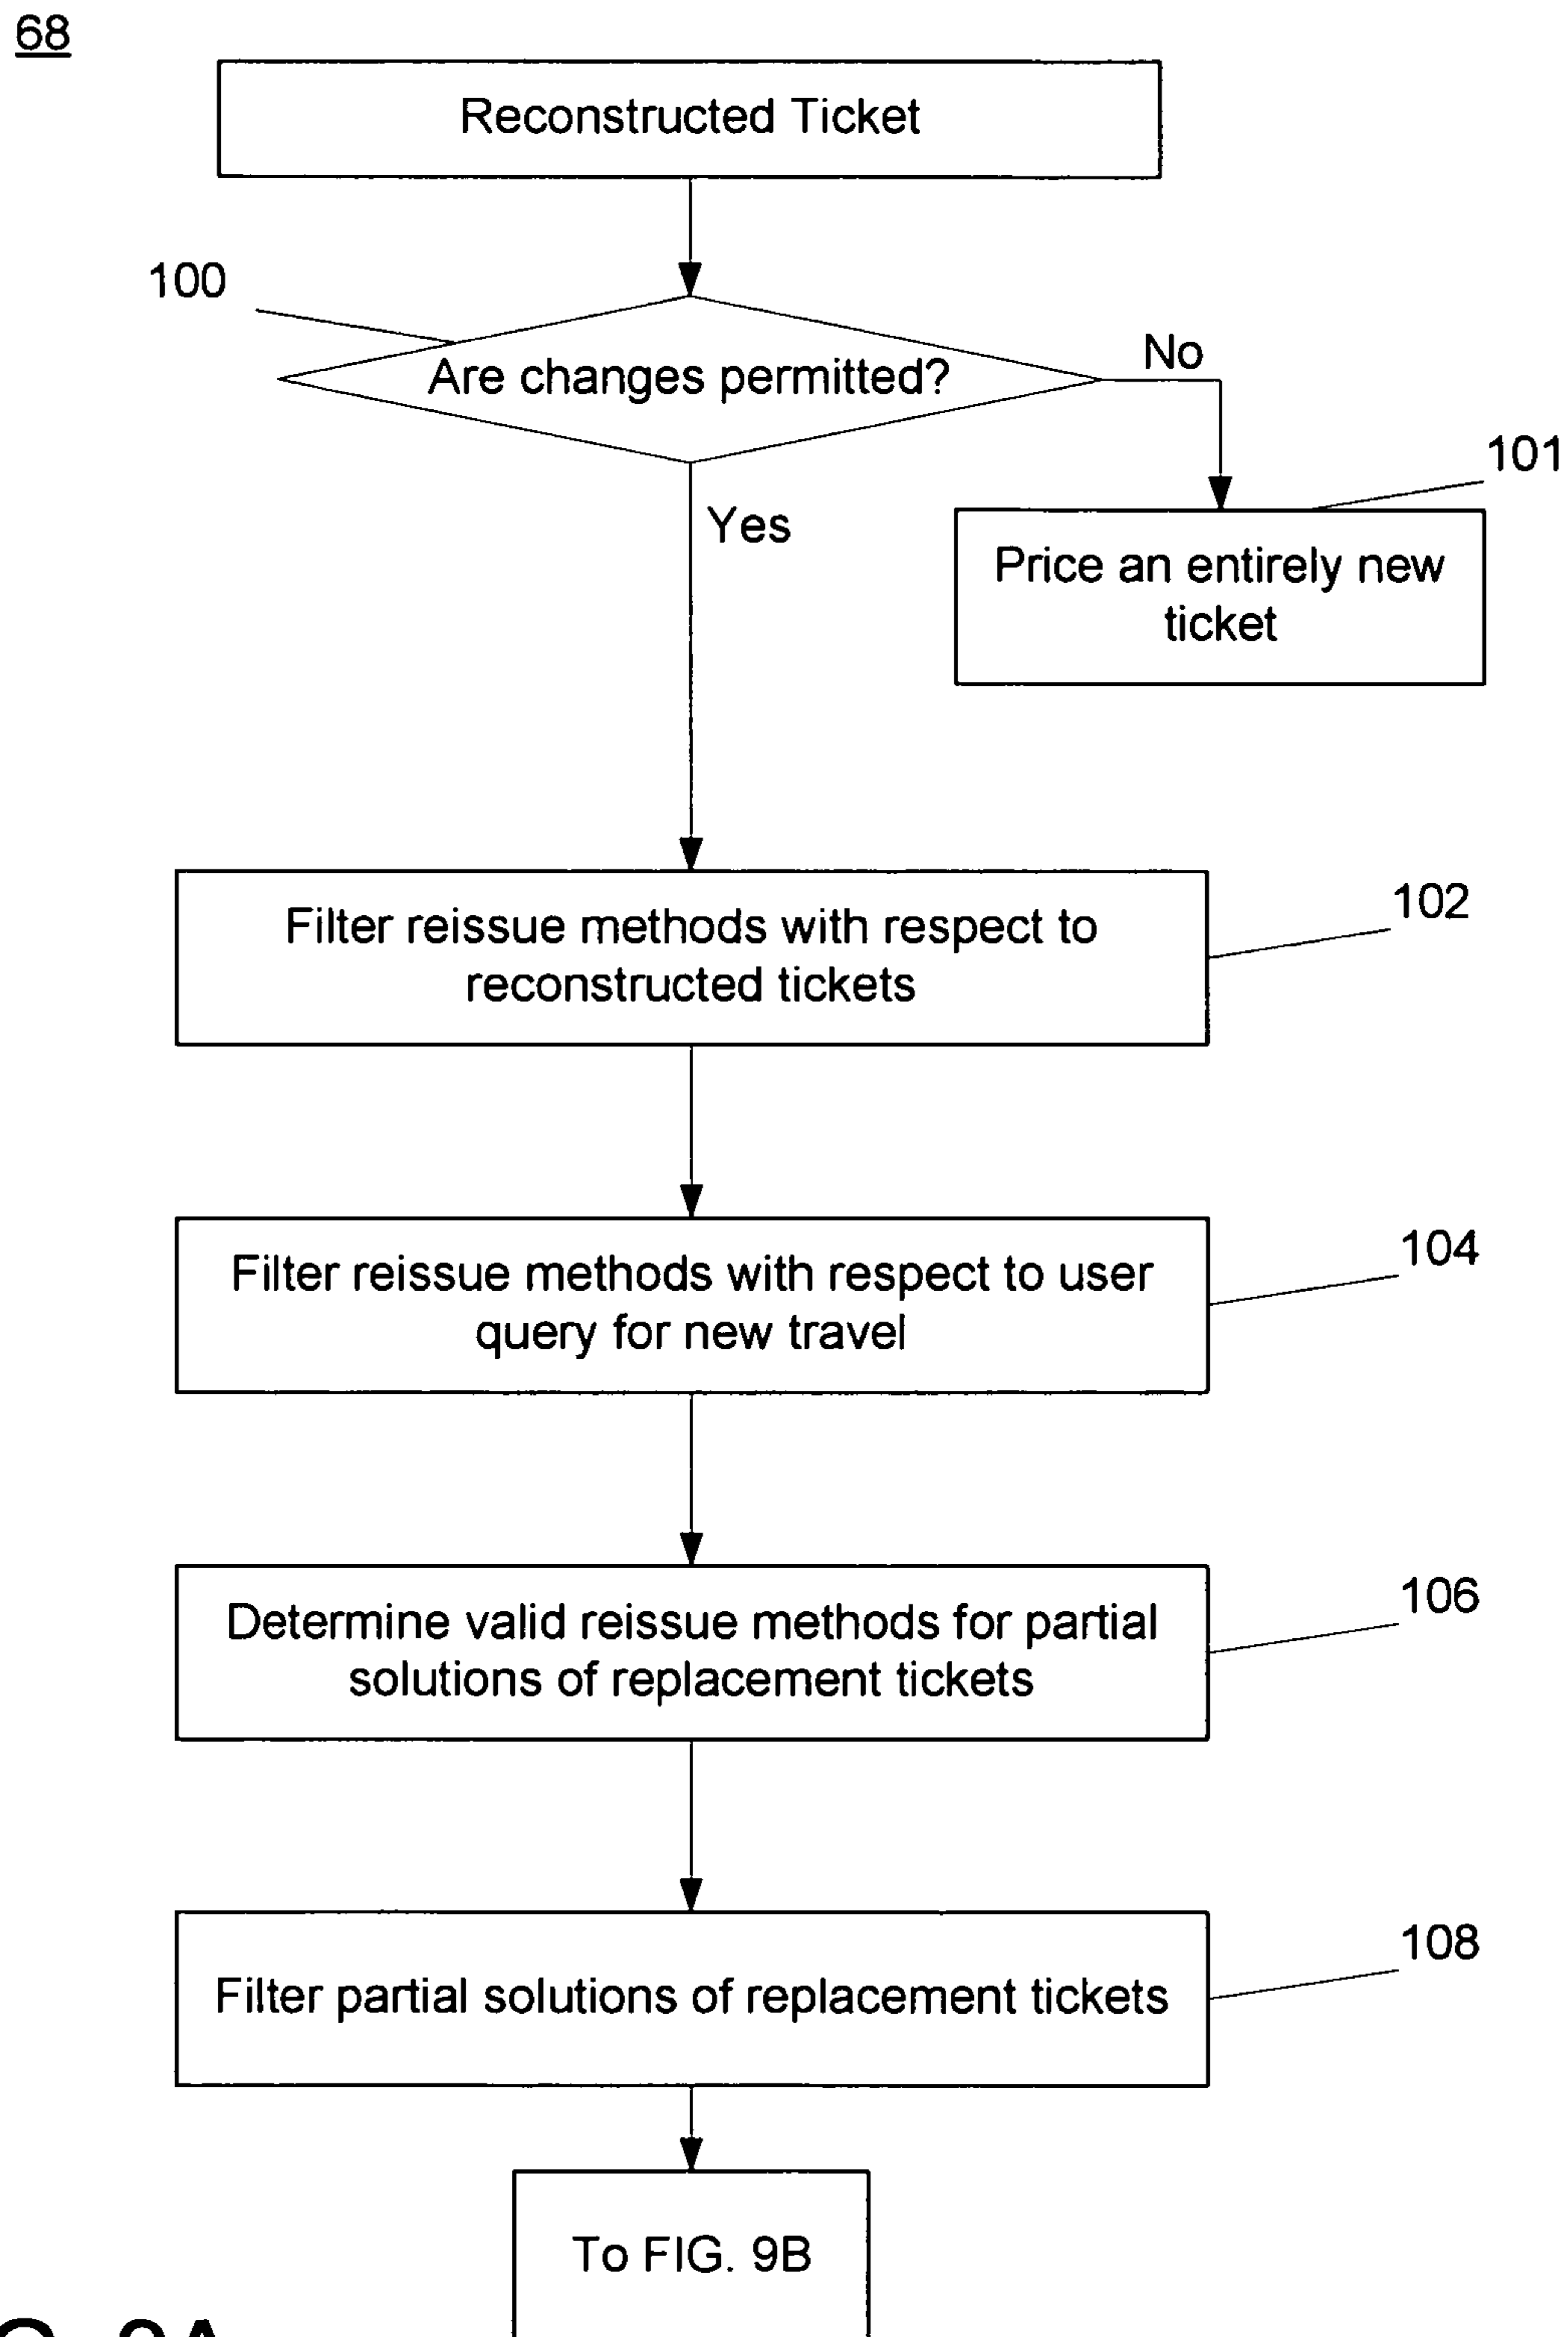 68
Reconstructed Ticket
100
Are changes permitted?
No
101
Yes
Price an entirely new
ticket
102
Filter reissue methods with respect to
reconstructed tickets
104
Filter reissue methods with respect to user
query for new travel
106
Determine valid reissue methods for partial
solutions of replacement tickets
108
Filter partial solutions of replacement tickets
To FIG. 9B